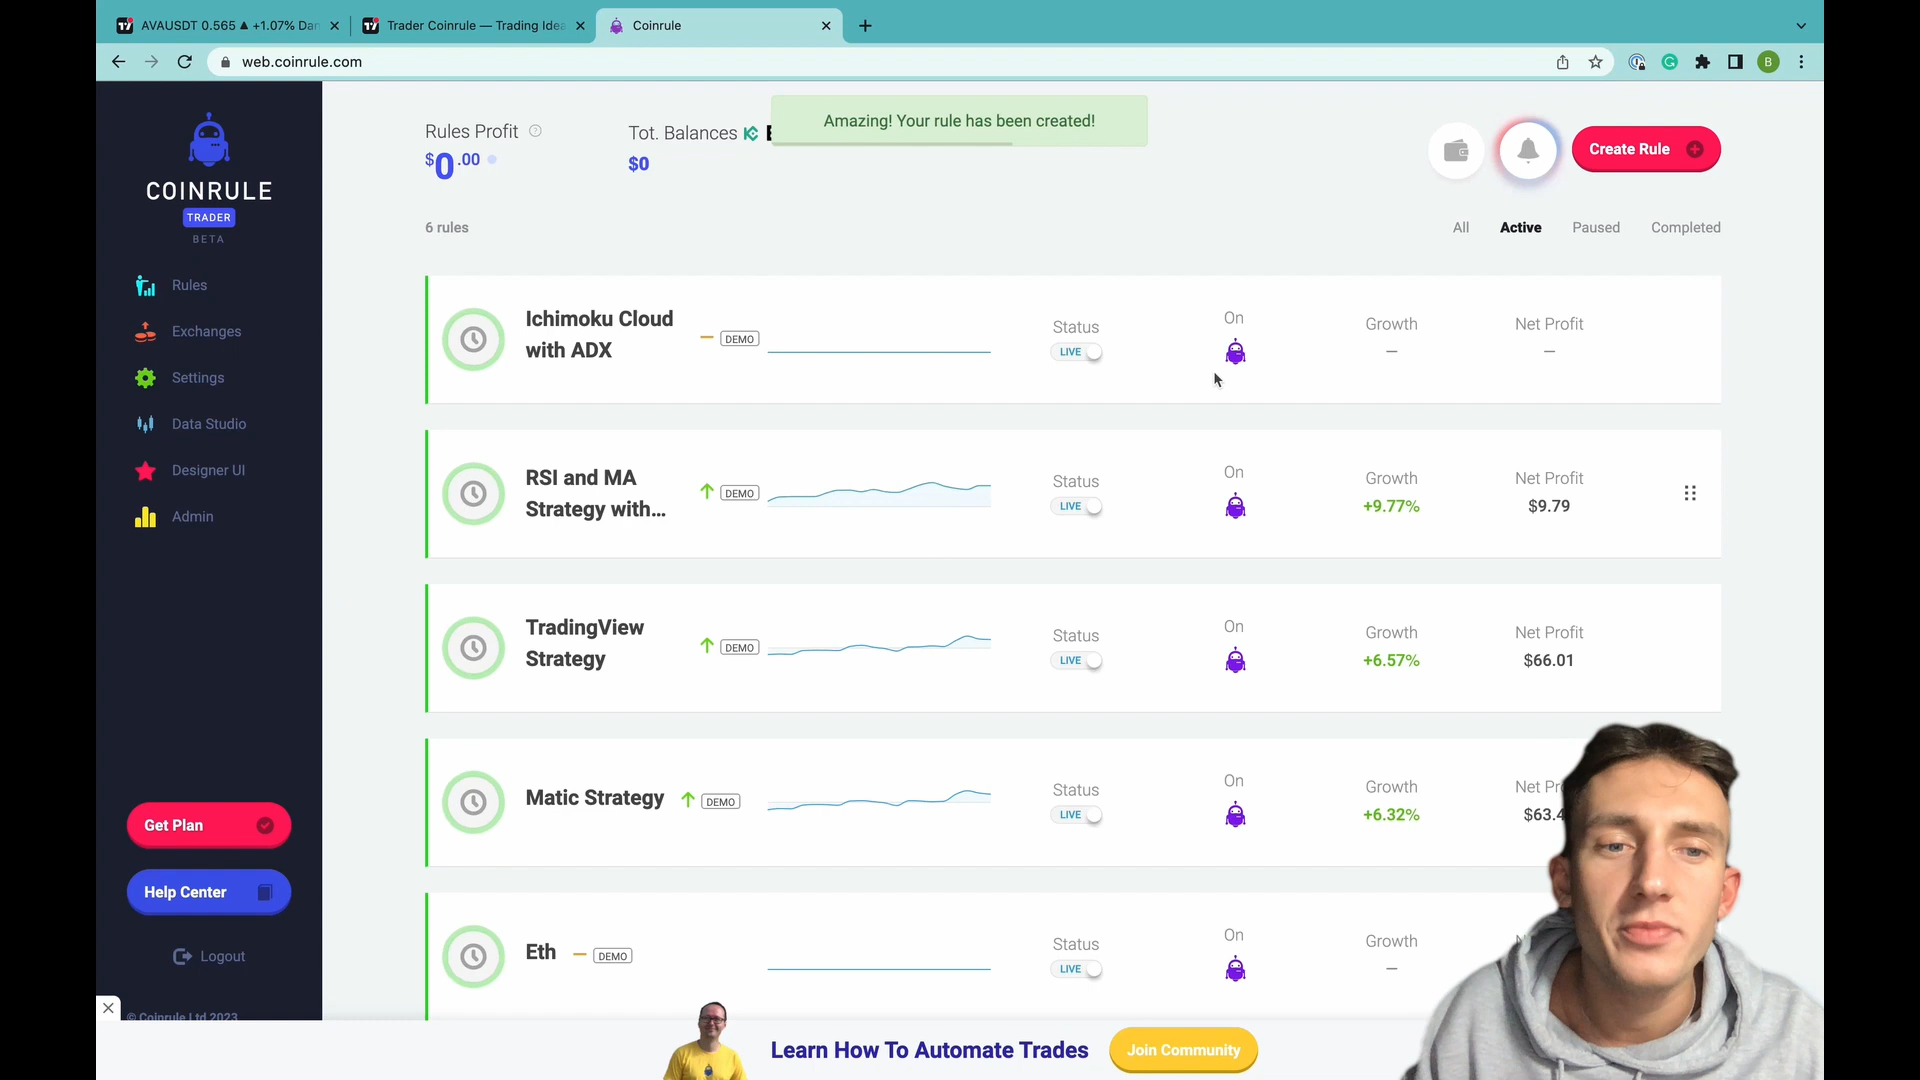 AVAUSDT 0.565 ▲ +1.07% Dan
Trader Coinrule — Trading Idea
Coinrule
web.coinrule.com
B
COINRULE
TRADER
BETA
Rules
Exchanges
Settings
Data Studio
Designer UI
Admin
Get Plan
Help Center
Logout
© Coinrule Ltd 2023
Rules Profit
$0.00
Tot. Balances
$0
Amazing! Your rule has been created!
Create Rule
6 rules
All Active Paused Completed
Ichimoku Cloud
with ADX
DEMO
Status
LIVE
On
Growth
—
Net Profit
—
RSI and MA
Strategy with...
DEMO
Status
LIVE
On
Growth
+9.77%
Net Profit
$9.79
TradingView
Strategy
DEMO
Status
LIVE
On
Growth
+6.57%
Net Profit
$66.01
Matic Strategy
DEMO
Status
LIVE
On
Growth
+6.32%
Net Pr
$63.4
Eth
DEMO
Status
LIVE
On
Growth
—
Learn How To Automate Trades
Join Community